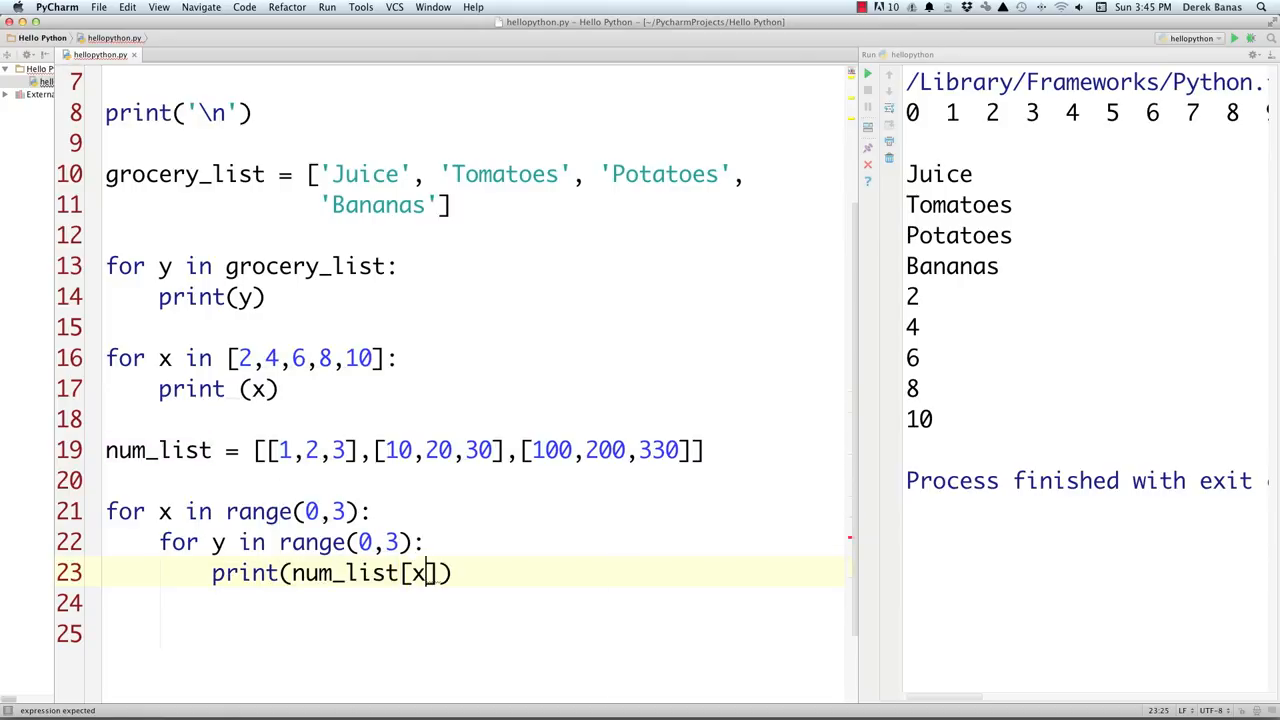 PyCharm File Edit View Navigate Code Refactor Run Tools VCS Window Help 10 Sun 3:45 PM Derek Banas
hellopython.py – Hello Python – [~/PycharmProjects/Hello Python]
Hello Python hellopython.py hellopython
hellopython.py × Run hellopython
Hello P
hell
Externa
7
8 print('\n')
9
10 grocery_list = ['Juice', 'Tomatoes', 'Potatoes',
11 'Bananas']
12
13 for y in grocery_list:
14 print(y)
15
16 for x in [2,4,6,8,10]:
17 print (x)
18
19 num_list = [[1,2,3],[10,20,30],[100,200,330]]
20
21 for x in range(0,3):
22 for y in range(0,3):
23 print(num_list[x])
24
25
/Library/Frameworks/Python.
0 1 2 3 4 5 6 7 8
Juice
Tomatoes
Potatoes
Bananas
2
4
6
8
10
Process finished with exit
expression expected 23:25 LF UTF-8